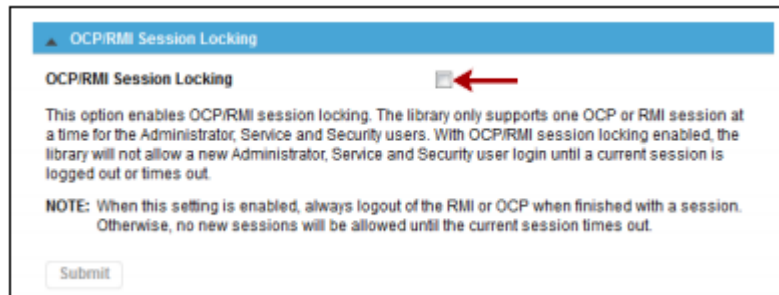 OCP/RMI Session Locking
OCP/RMI Session Locking
This option enables OCP/RMI session locking. The library only supports one OCP or RMI session at
a time for the Administrator, Service and Security users. With OCP/RMI session locking enabled, the
library will not allow a new Administrator, Service and Security user login until a current session is
logged out or times out.
NOTE: When this setting is enabled, always logout of the RMI or OCP when finished with a session.
Otherwise, no new sessions will be allowed until the current session times out.
Submit